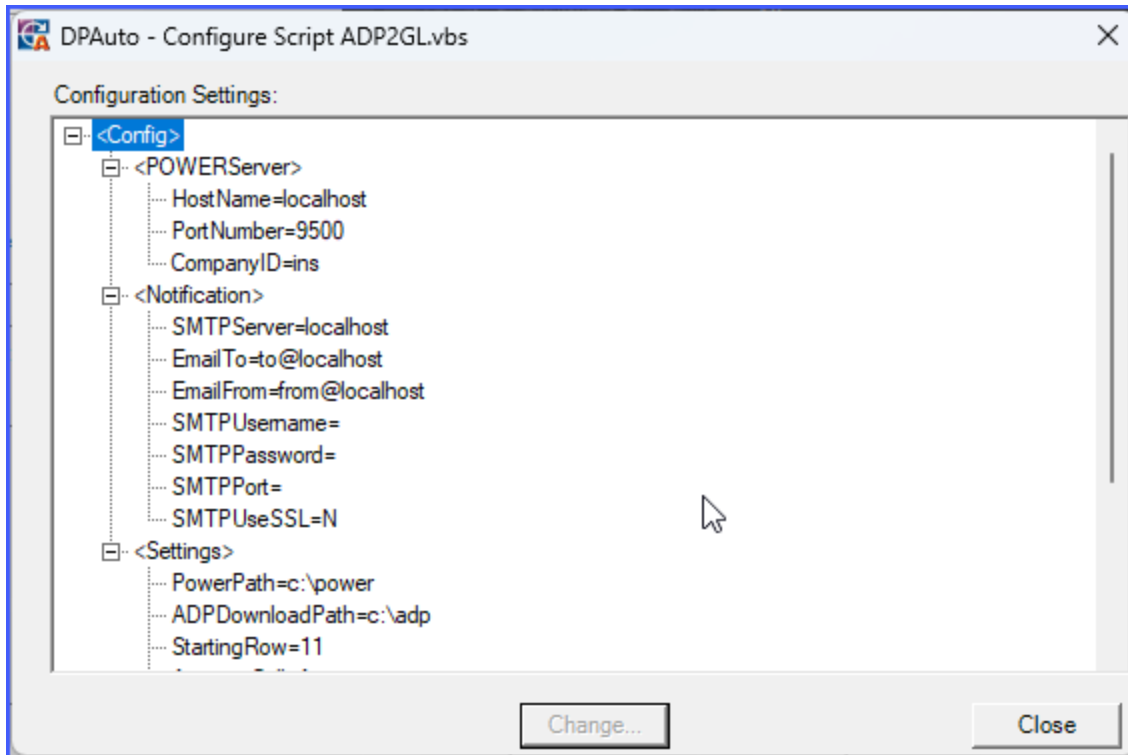 DPAuto - Configure Script ADP2GL.vbs
Configuration Settings:
<Config>
<POWERServer>
HostName=localhost
PortNumber=9500
CompanyID=ins
<Notification>
SMTPServer=localhost
EmailTo=to@localhost
EmailFrom=from@localhost
SMTPUsername=
SMTPPassword=
SMTPPort=
SMTPUseSSL=N
<Settings>
PowerPath=c:\power
ADPDownloadPath=c:\adp
StartingRow=11
Change...
Close